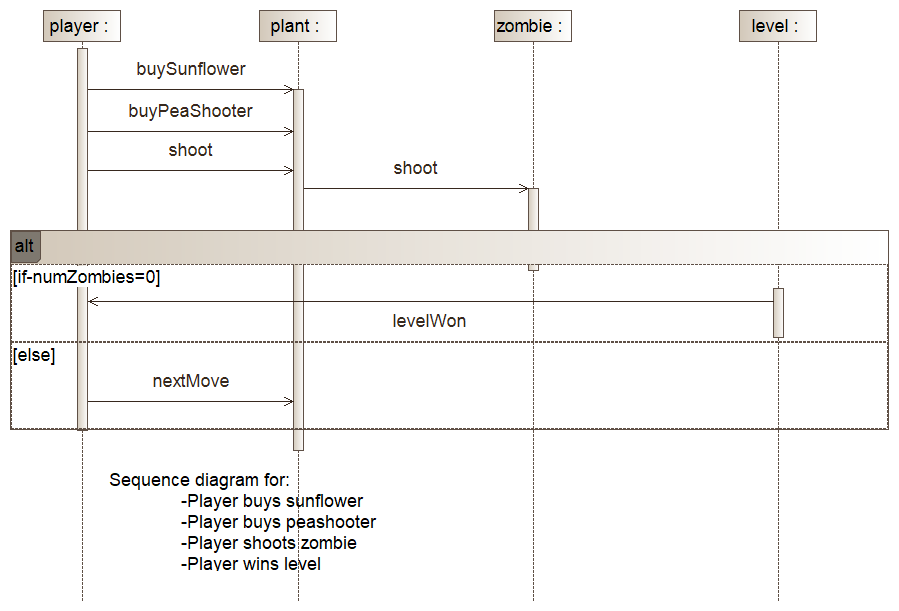 player :
plant :
zombie :
level :
buySunflower
buyPeaShooter
shoot
shoot
alt
[if-numZombies=0]
levelWon
[else]
nextMove
Sequence diagram for:
-Player buys sunflower
-Player buys peashooter
-Player shoots zombie
-Player wins level